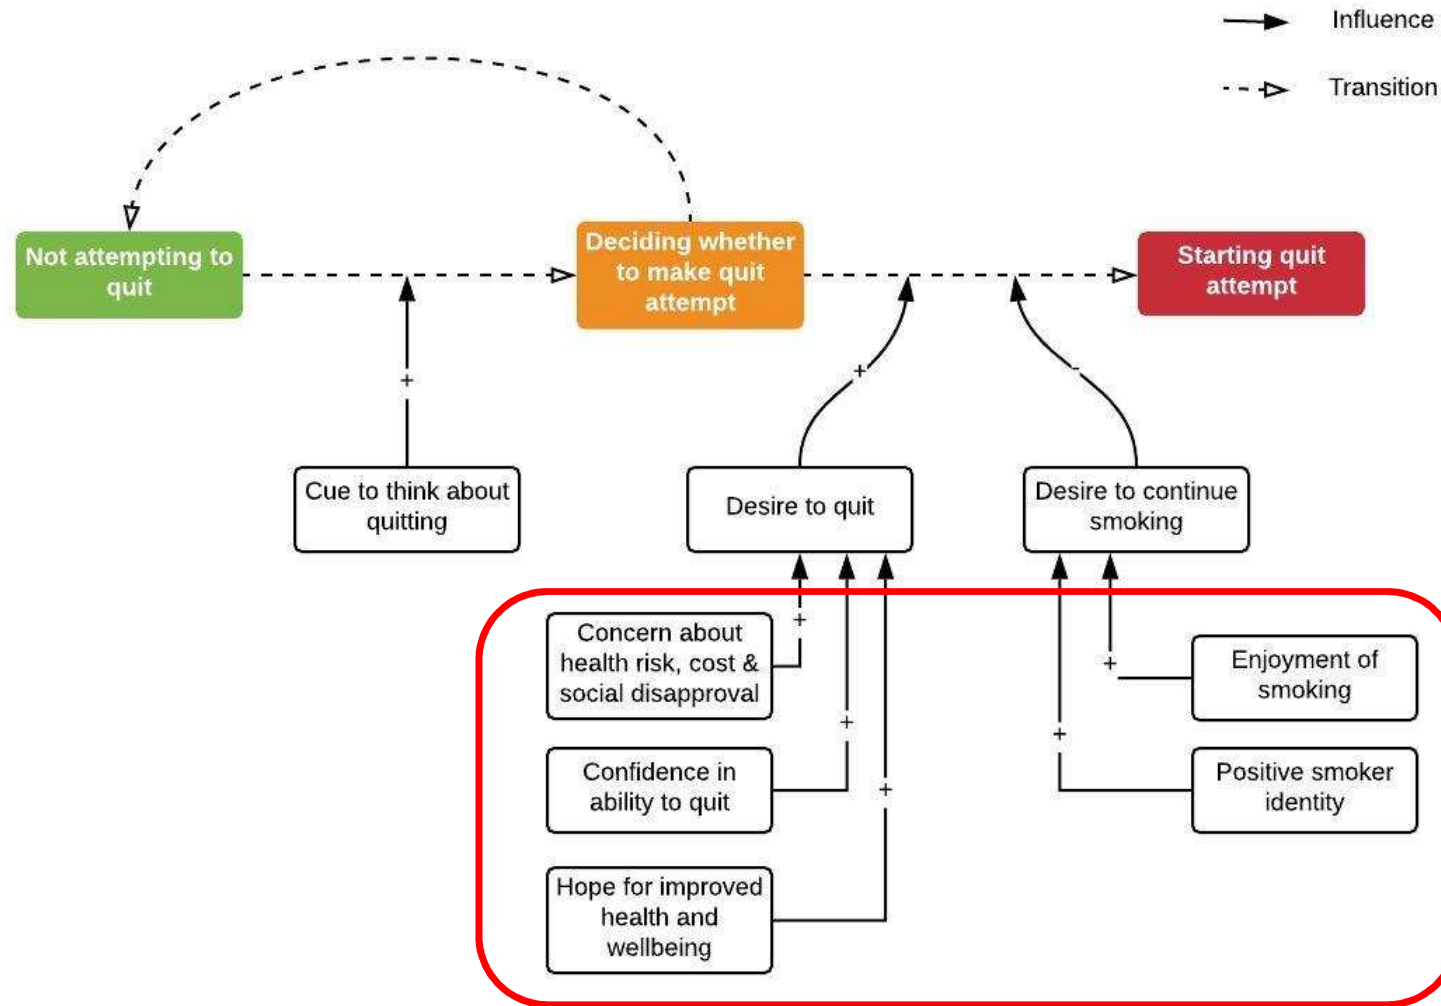 Influence
Transition
Not attempting to
quit
Deciding whether
to make quit
attempt
Starting quit
attempt
+
+
-
Cue to think about
quitting
Desire to quit
Desire to continue
smoking
+
Concern about
health risk, cost &
social disapproval
+
Enjoyment of
smoking
+
+
Confidence in
ability to quit
+
Positive smoker
identity
Hope for improved
health and
wellbeing